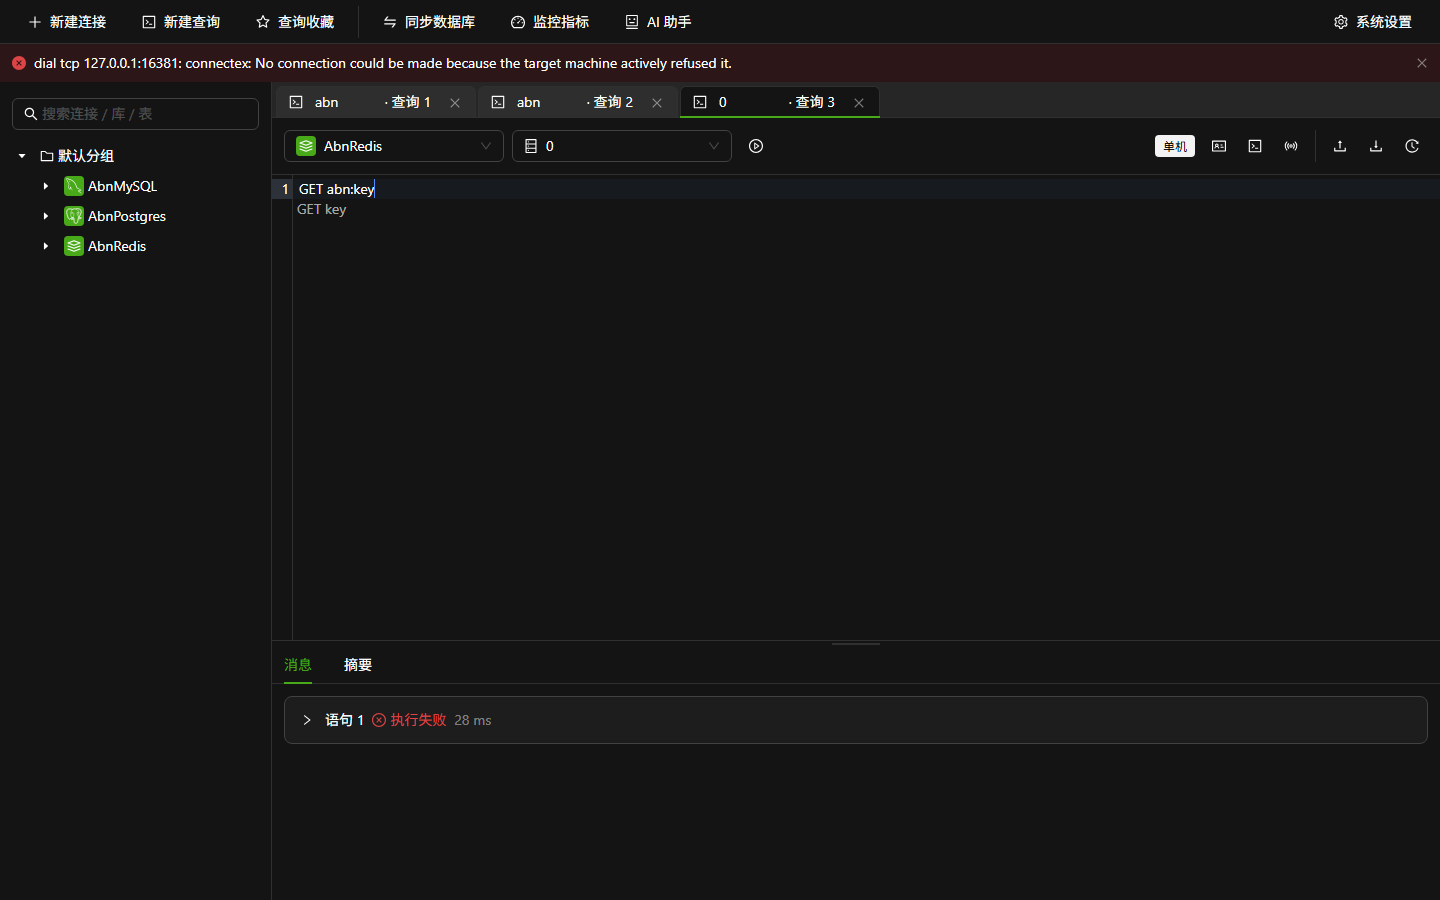 新建连接 新建查询 查询收藏 同步数据库 监控指标 AI 助手 系统设置
dial tcp 127.0.0.1:16381: connectex: No connection could be made because the target machine actively refused it.
搜索连接 / 库 / 表
默认分组
AbnMySQL
AbnPostgres
AbnRedis
abn · 查询 1 abn · 查询 2 0 · 查询 3
AbnRedis 0 单机
1 GET abn:key
GET key
消息 摘要
语句 1 执行失败 28 ms